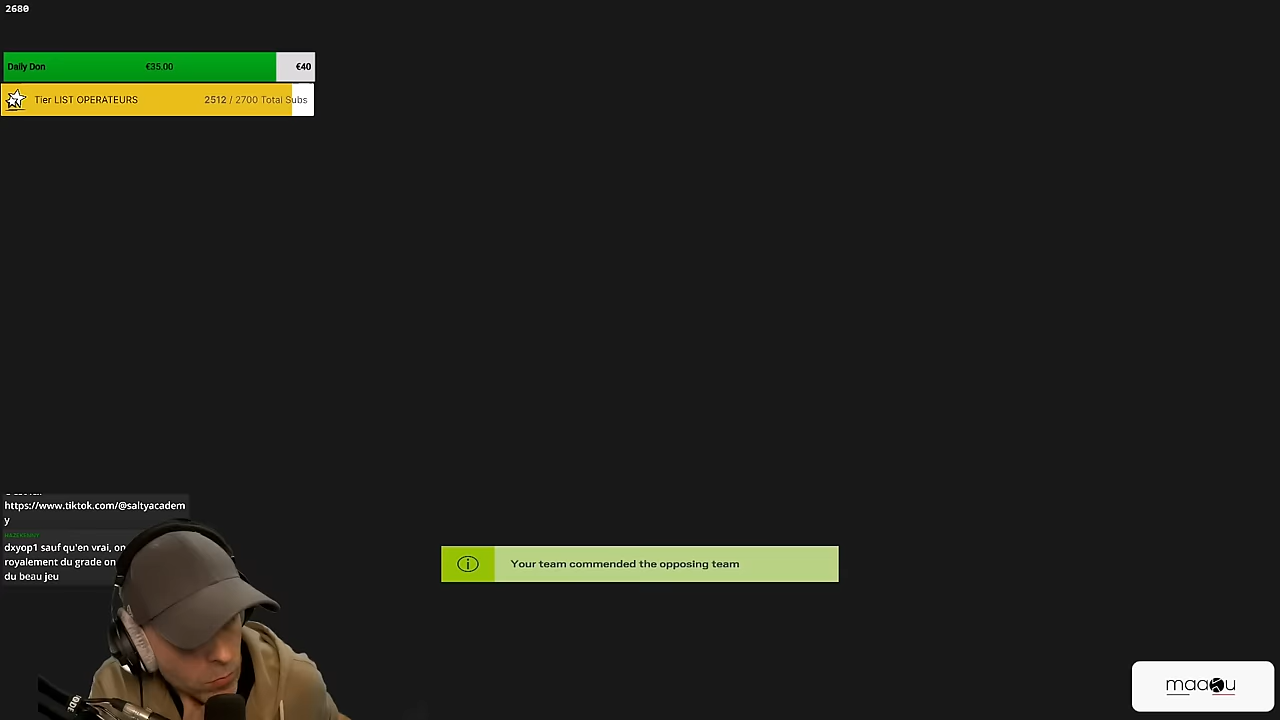 2680
Daily Don €35.00 €40
Tier LIST OPERATEURS 2512 / 2700 Total Subs
https://www.tiktok.com/@saltyacadem
y
dxyop1 sauf qu'en vrai, on
royalement du grade on
du beau jeu
Your team commended the opposing team
maaKu